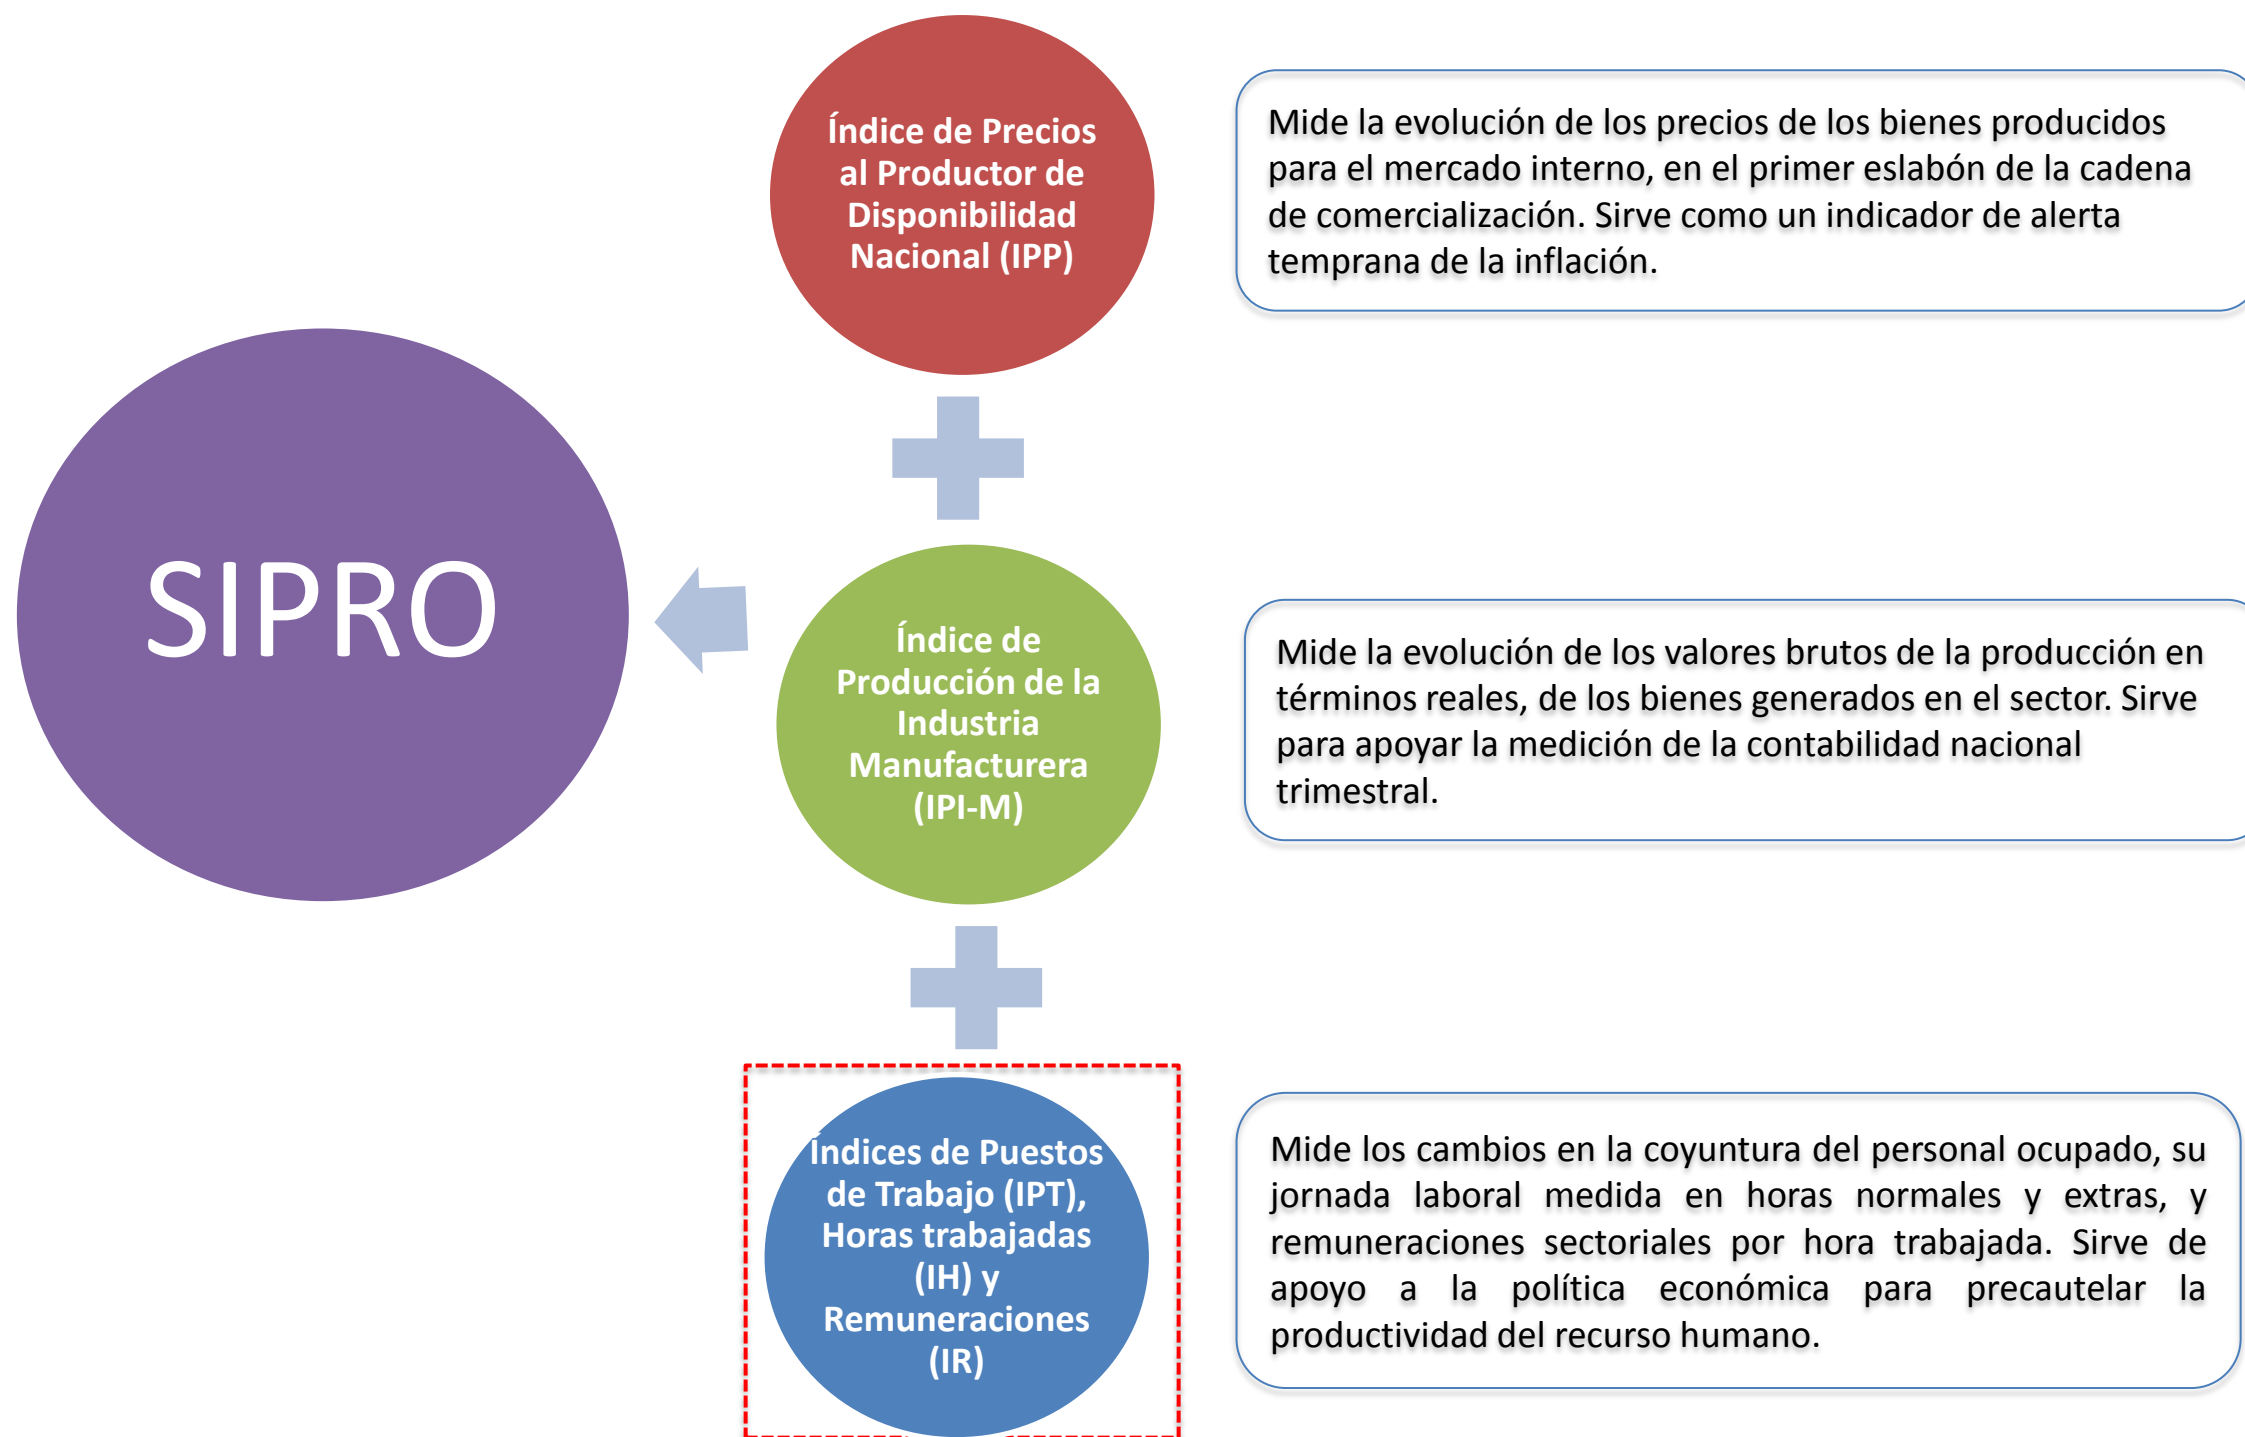 Índice de Precios
al Productor de
Disponibilidad
Nacional (IPP)
Mide la evolución de los precios de los bienes producidos
para el mercado interno, en el primer eslabón de la cadena
de comercialización. Sirve como un indicador de alerta
temprana de la inflación.
SIPRO
Índice de
Producción de la
Industria
Manufacturera
(IPI-M)
Mide la evolución de los valores brutos de la producción en
términos reales, de los bienes generados en el sector. Sirve
para apoyar la medición de la contabilidad nacional
trimestral.
Índices de Puestos
de Trabajo (IPT),
Horas trabajadas
(IH) y
Remuneraciones
(IR)
Mide los cambios en la coyuntura del personal ocupado, su
jornada laboral medida en horas normales y extras, y
remuneraciones sectoriales por hora trabajada. Sirve de
apoyo a la política económica para precautelar la
productividad del recurso humano.